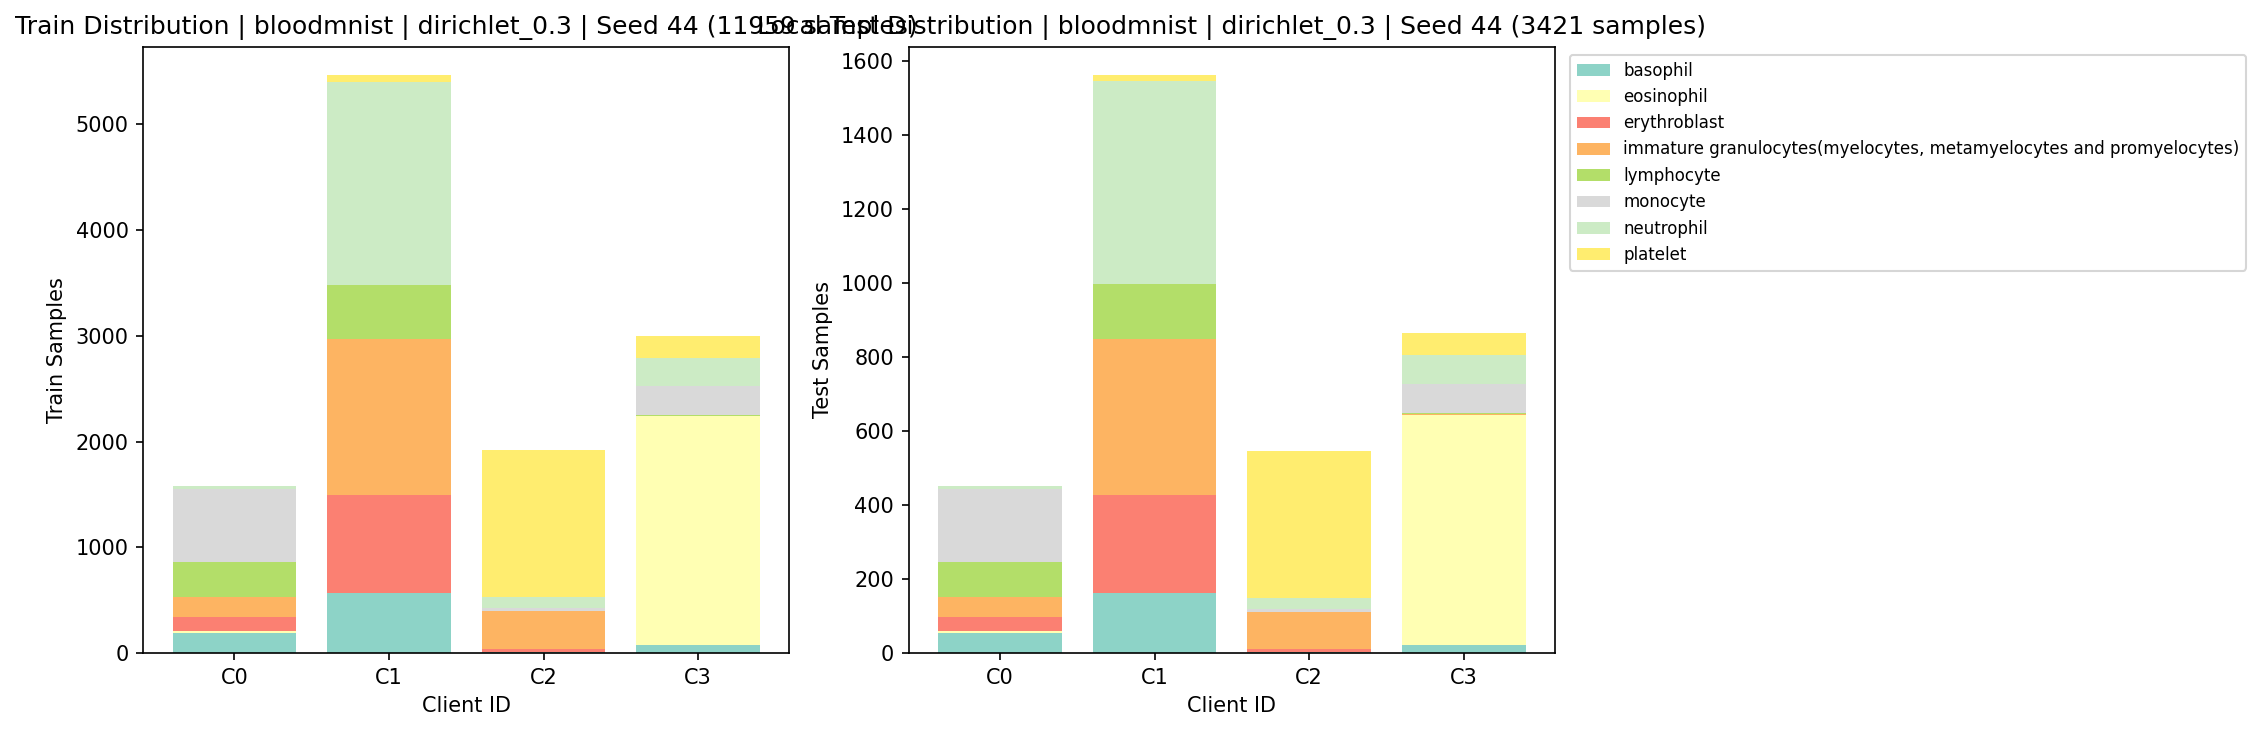 Train Distribution | bloodmnist | dirichlet_0.3 | Seed 44 (11959 samples)
Local Test Distribution | bloodmnist | dirichlet_0.3 | Seed 44 (3421 samples)
Train Samples
5000
4000
3000
2000
1000
0
C0 C1 C2 C3
Client ID
Test Samples
1600
1400
1200
1000
800
600
400
200
0
C0 C1 C2 C3
Client ID
basophil
eosinophil
erythroblast
immature granulocytes(myelocytes, metamyelocytes and promyelocytes)
lymphocyte
monocyte
neutrophil
platelet